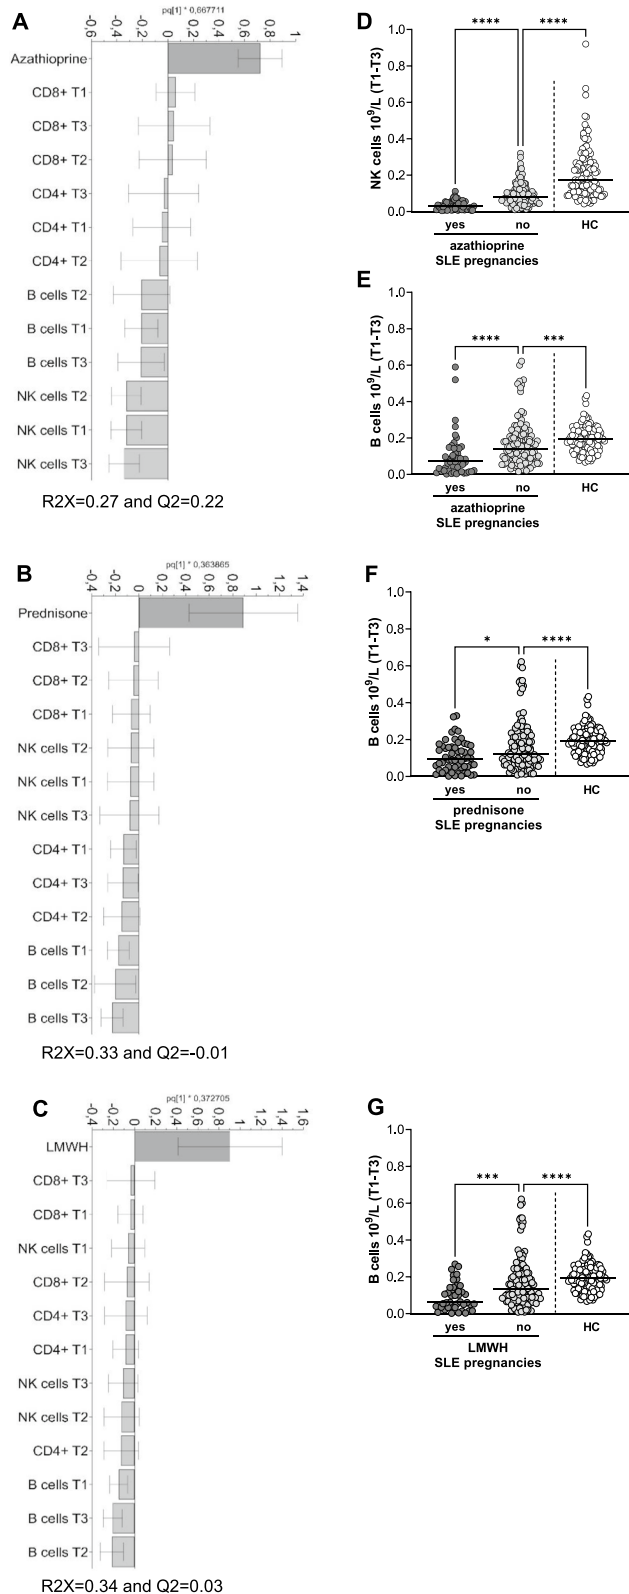 A
pq[1] * 0,667711
-0,6
-0,4
-0,2
0
0,2
0,4
0,6
0,8
1
Azathioprine
CD8+ T1
CD8+ T3
CD8+ T2
CD4+ T3
CD4+ T1
CD4+ T2
B cells T2
B cells T1
B cells T3
NK cells T2
NK cells T1
NK cells T3
R2X=0.27 and Q2=0.22
B
pq[1] * 0,363865
-0,4
-0,2
0
0,2
0,4
0,6
0,8
1
1,2
1,4
Prednisone
CD8+ T3
CD8+ T2
CD8+ T1
NK cells T2
NK cells T1
NK cells T3
CD4+ T1
CD4+ T3
CD4+ T2
B cells T1
B cells T2
B cells T3
R2X=0.33 and Q2=-0.01
C
pq[1] * 0,372705
-0,4
-0,2
0
0,2
0,4
0,6
0,8
1
1,2
1,4
1,6
LMWH
CD8+ T3
CD8+ T1
NK cells T1
CD8+ T2
CD4+ T3
CD4+ T1
NK cells T3
NK cells T2
CD4+ T2
B cells T1
B cells T3
B cells T2
R2X=0.34 and Q2=0.03
D
NK cells 10⁹/L (T1-T3)
1.0
0.8
0.6
0.4
0.2
0.0
**** ****
yes no HC
azathioprine
SLE pregnancies
E
B cells 10⁹/L (T1-T3)
1.0
0.8
0.6
0.4
0.2
0.0
**** ***
yes no HC
azathioprine
SLE pregnancies
F
B cells 10⁹/L (T1-T3)
1.0
0.8
0.6
0.4
0.2
0.0
* ****
yes no HC
prednisone
SLE pregnancies
G
B cells 10⁹/L (T1-T3)
1.0
0.8
0.6
0.4
0.2
0.0
*** ****
yes no HC
LMWH
SLE pregnancies